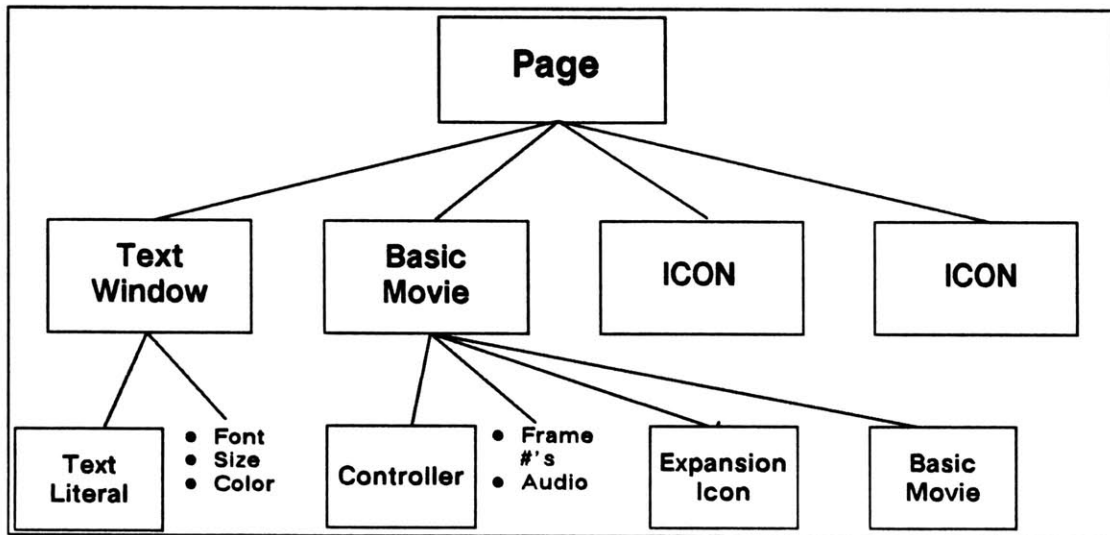 Page
Text
Window
Basic
Movie
ICON
ICON
Text
Literal
• Font
• Size
• Color
Controller
• Frame
#'s
• Audio
Expansion
Icon
Basic
Movie